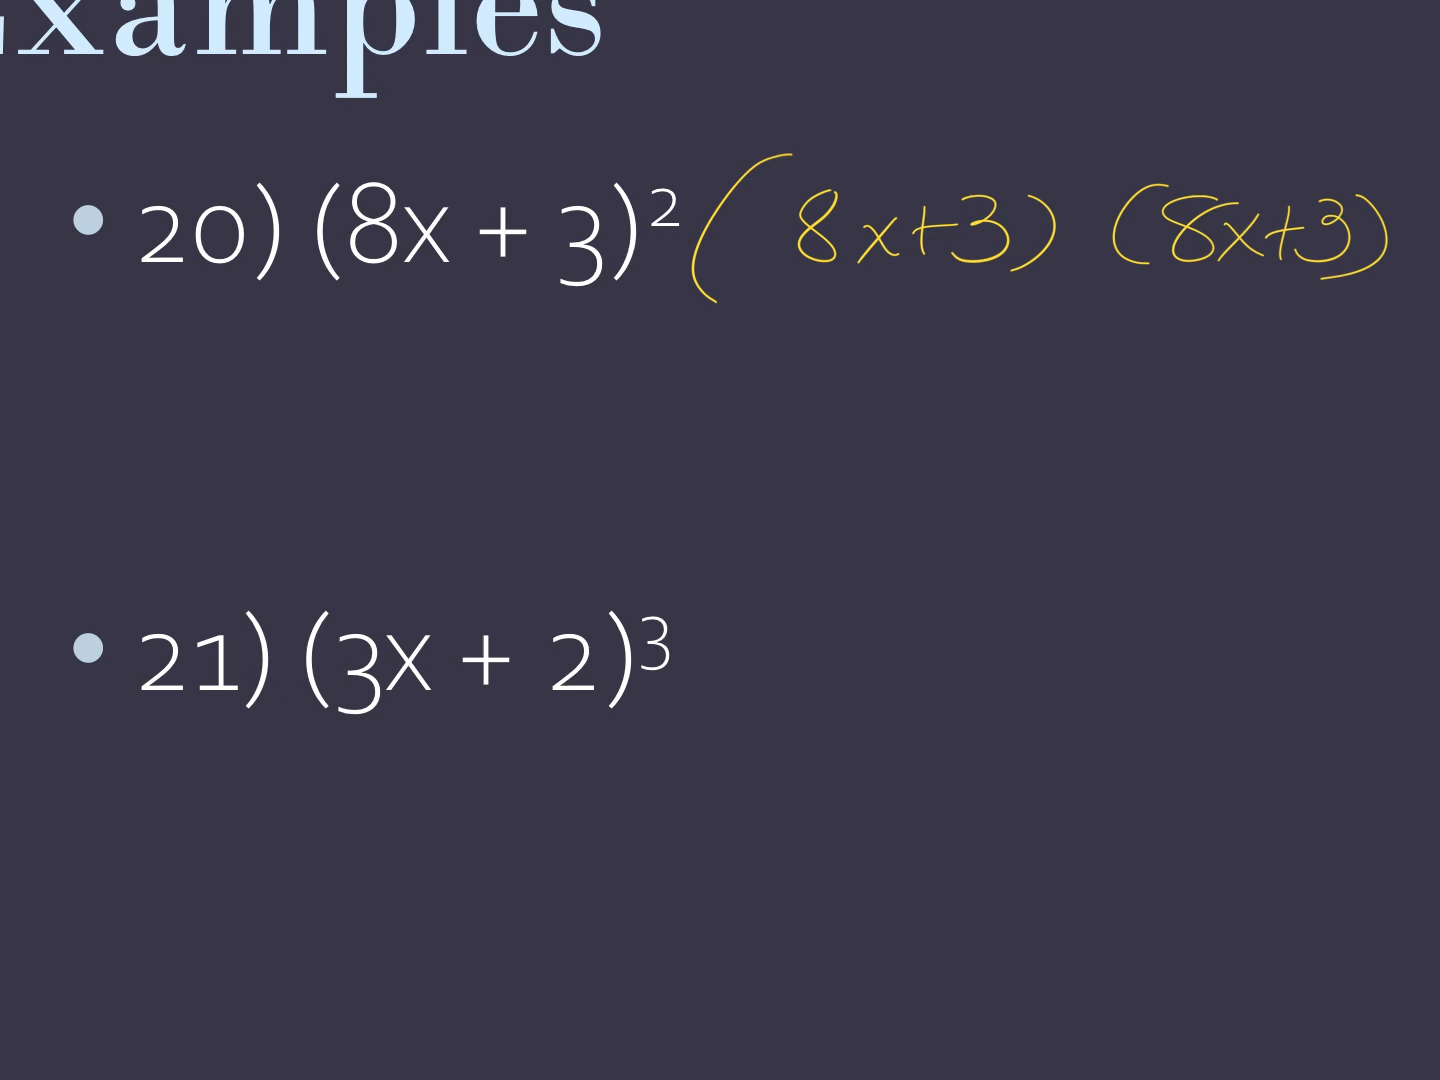 Examples
• 20) (8x + 3)² (8x+3) (8x+3)
• 21) (3x + 2)³